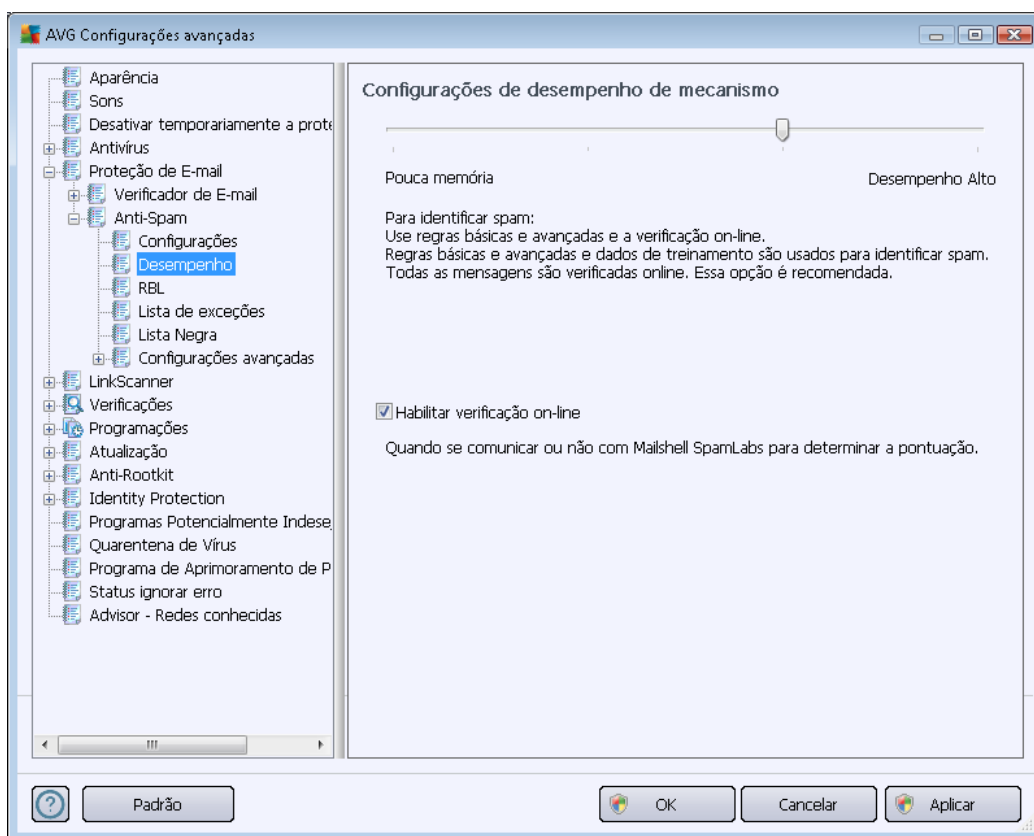 AVG Configurações avançadas
Aparência
Sons
Desativar temporariamente a prote
Antivírus
Proteção de E-mail
Verificador de E-mail
Anti-Spam
Configurações
Desempenho
RBL
Lista de exceções
Lista Negra
Configurações avançadas
LinkScanner
Verificações
Programações
Atualização
Anti-Rootkit
Identity Protection
Programas Potencialmente Indese
Quarentena de Vírus
Programa de Aprimoramento de P
Status ignorar erro
Advisor - Redes conhecidas
Configurações de desempenho de mecanismo
Pouca memória Desempenho Alto
Para identificar spam:
Use regras básicas e avançadas e a verificação on-line.
Regras básicas e avançadas e dados de treinamento são usados para identificar spam.
Todas as mensagens são verificadas online. Essa opção é recomendada.
Habilitar verificação on-line
Quando se comunicar ou não com Mailshell SpamLabs para determinar a pontuação.
Padrão OK Cancelar Aplicar